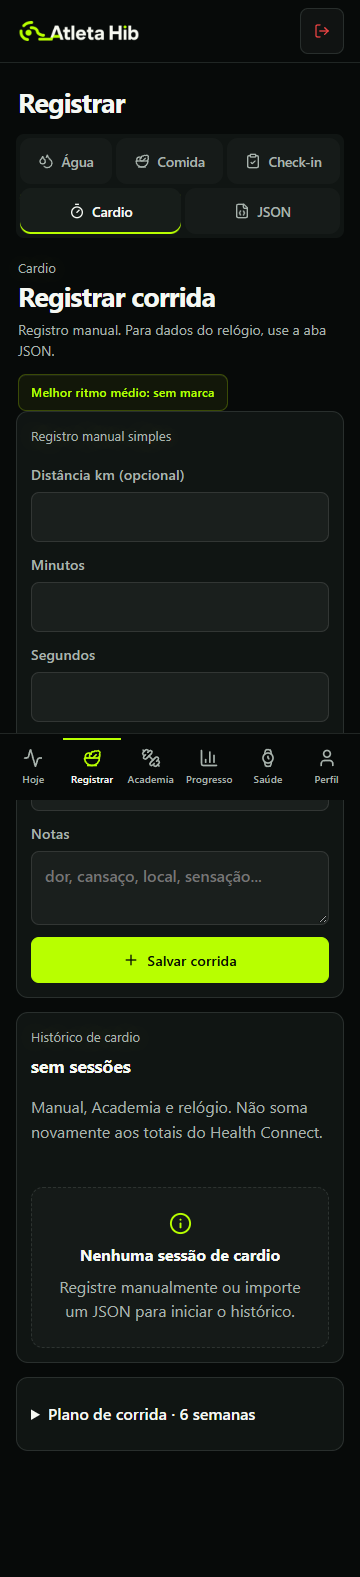 Atleta Hib
Registrar
Água
Comida
Check-in
Cardio
JSON
Cardio
Registrar corrida
Registro manual. Para dados do relógio, use a aba
JSON.
Melhor ritmo médio: sem marca
Registro manual simples
Distância km (opcional)
Minutos
Segundos
Hoje
Registrar
Academia
Progresso
Saúde
Perfil
Notas
dor, cansaço, local, sensação...
Salvar corrida
Histórico de cardio
sem sessões
Manual, Academia e relógio. Não soma
novamente aos totais do Health Connect.
Nenhuma sessão de cardio
Registre manualmente ou importe
um JSON para iniciar o histórico.
Plano de corrida · 6 semanas